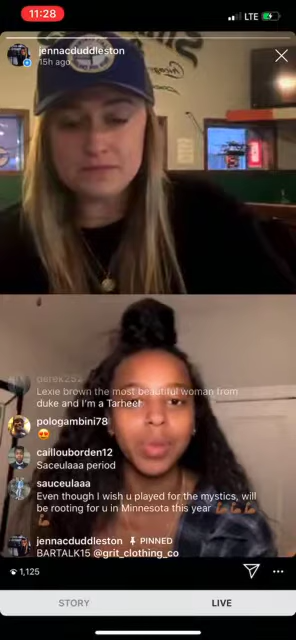 11:28
LTE
jennacduddleston
15h ago
derek252
Lexie brown the most beautiful woman from
duke and I'm a Tarheel
pologambini78
😍
caillouborden12
Saceulaaa period
sauceulaaa
Even though I wish u played for the mystics, will
be rooting for u in Minnesota this year 💪🏾 💪🏾
💪🏾
jennacduddleston 📌 PINNED
BARTALK15 @grit_clothing_co
1,125
STORY
LIVE